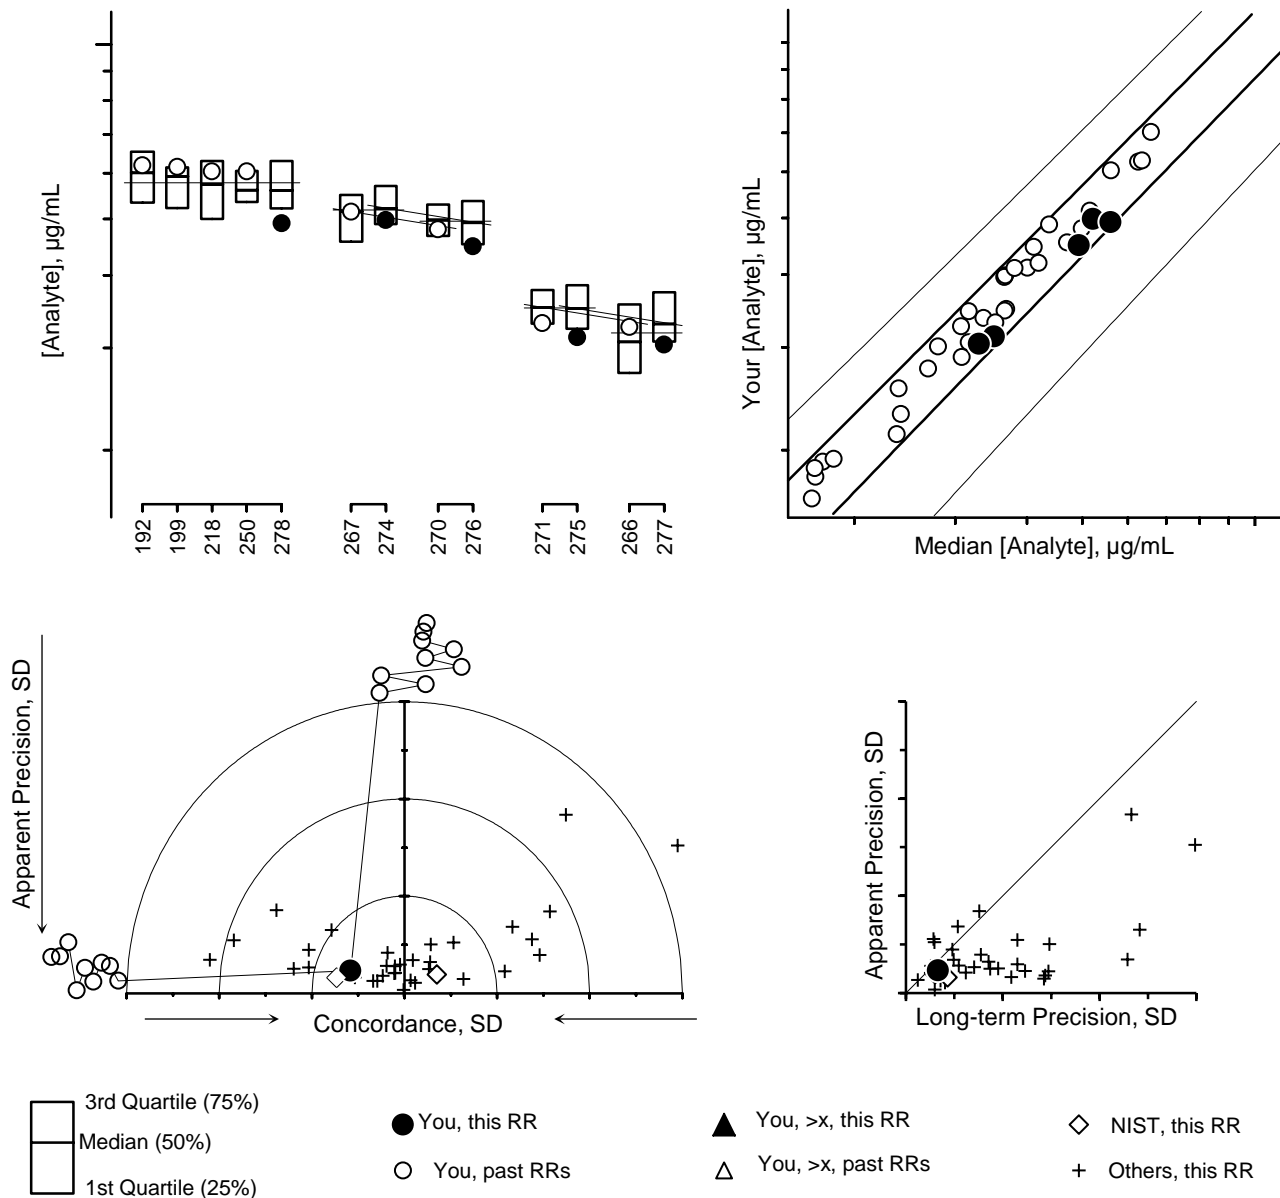 [Analyte], µg/mL
192
199
218
250
278
267
274
270
276
271
275
266
277
Your [Analyte], µg/mL
Median [Analyte], µg/mL
Apparent Precision, SD
Concordance, SD
Apparent Precision, SD
Long-term Precision, SD
3rd Quartile (75%)
Median (50%)
1st Quartile (25%)
You, this RR
You, past RRs
You, >x, this RR
You, >x, past RRs
NIST, this RR
Others, this RR